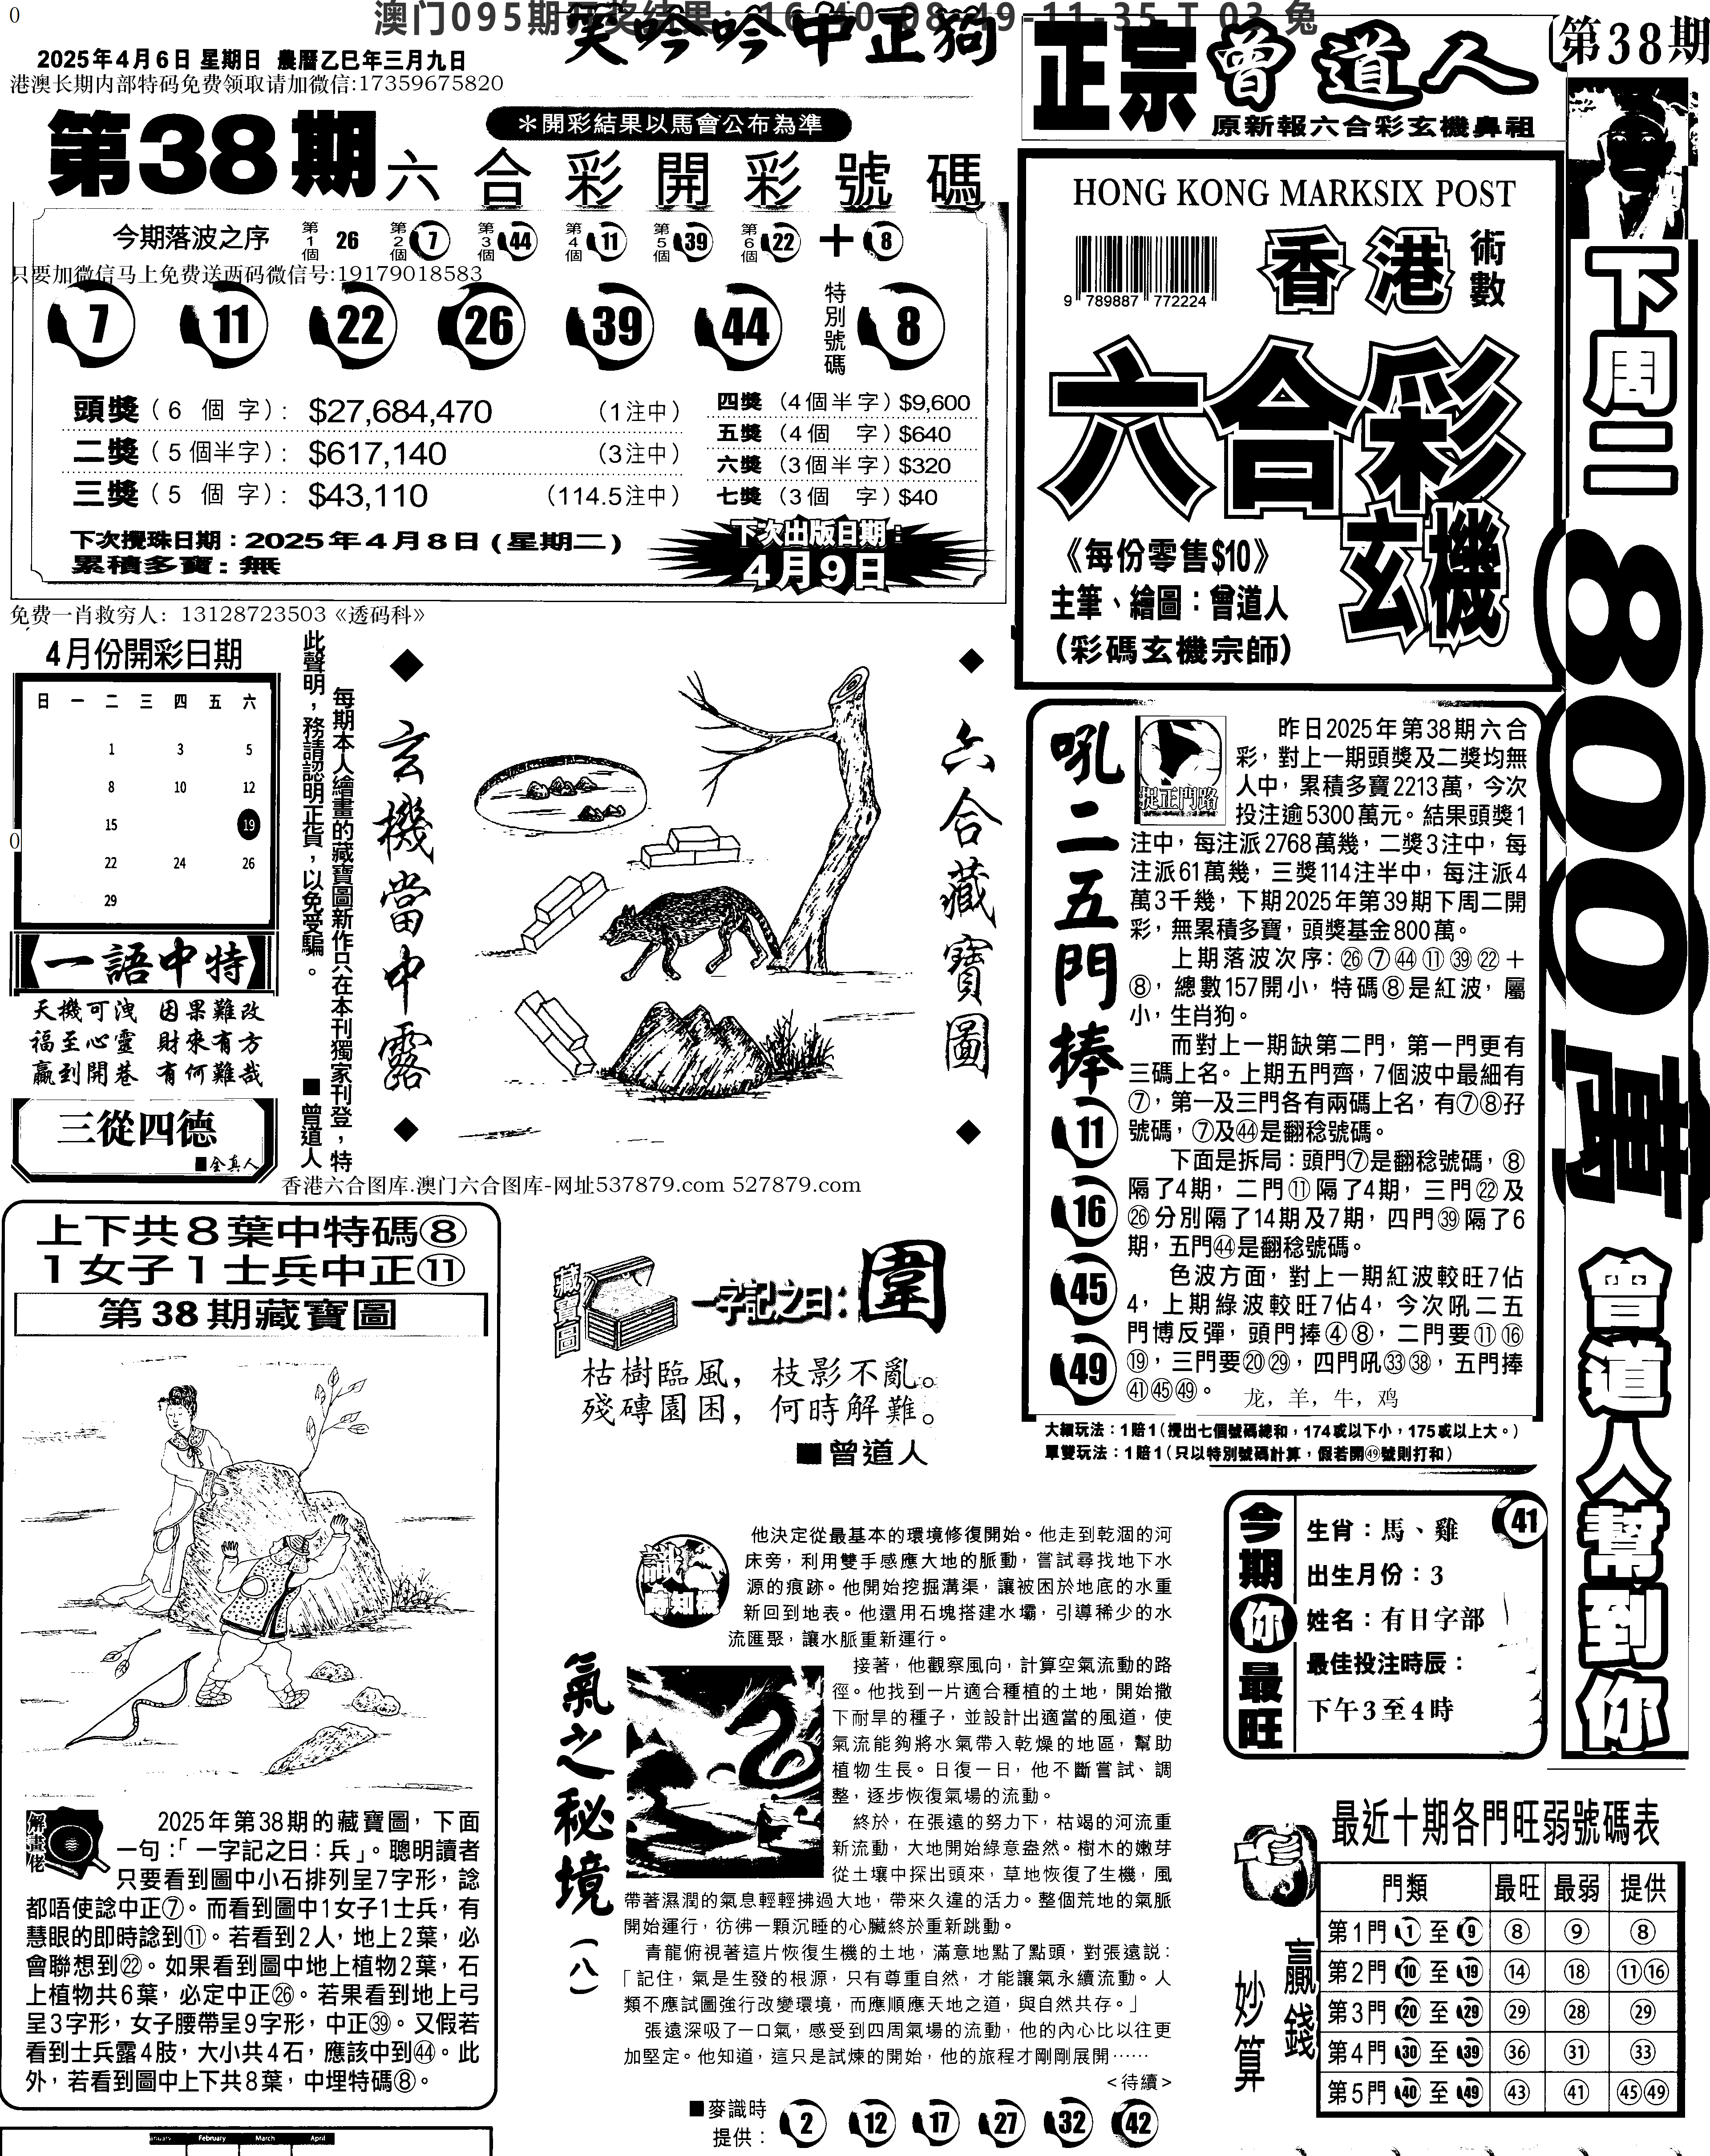 澳门095期开奖结果：16-40-08-49-11-35 T 03 兔
0
2025年4月6日 星期日 農曆乙巳年三月九日
港澳长期内部特码免费领取请加微信:17359675820
笑吟吟中正狗
第38期
＊開彩結果以馬會公布為準
六合彩開彩號碼
今期落波之序 第1個 26 第2個 7 第3個 44 第4個 11 第5個 39 第6個 22 + 8
只要加微信马上免费送两码微信号:19179018583
7 11 22 26 39 44 特別號碼 8
頭獎（6 個 字）: $27,684,470 （1注中）
二獎（5 個半字）: $617,140 （3注中）
三獎（5 個 字）: $43,110 （114.5注中）
四獎（4個半字）$9,600
五獎（4個 字）$640
六獎（3個半字）$320
七獎（3個 字）$40
下次攪珠日期：2025年4月8日（星期二）
累積多寶：無
下次出版日期：
4月9日
正宗曾道人
原新報六合彩玄機鼻祖
HONG KONG MARKSIX POST
9 789887 772224
香港
術數
六合彩
玄機
《每份零售$10》
主筆、繪圖：曾道人
（彩碼玄機宗師）
第38期
下周二800萬 曾道人幫到你
免费一肖救穷人：13128723503《透码科》
4月份開彩日期
日 一 二 三 四 五 六
1 3 5
8 10 12
15 19
22 24 26
29
0
一語中特
天機可洩 因果難改
福至心靈 財來有方
贏到開巷 有何難哉
三從四德
■全真人
每期本人繪畫的藏寶圖新作只在本刊獨家刊登，特
此聲明，務請認明正貨，以免受騙。 ■曾道人
◆玄機當中露◆
◆六合藏寶圖◆
香港六合图库.澳门六合图库-网址537879.com 527879.com
吼二五門捧
11
16
45
49
捉正門路
昨日2025年第38期六合
彩，對上一期頭獎及二獎均無
人中，累積多寶2213萬，今次
投注逾5300萬元。結果頭獎1
注中，每注派2768萬幾，二獎3注中，每
注派61萬幾，三獎114注半中，每注派4
萬3千幾，下期2025年第39期下周二開
彩，無累積多寶，頭獎基金800萬。
上期落波次序：㉖⑦㊹⑪㊴㉒＋
⑧，總數157開小，特碼⑧是紅波，屬
小，生肖狗。
而對上一期缺第二門，第一門更有
三碼上名。上期五門齊，7個波中最細有
⑦，第一及三門各有兩碼上名，有⑦⑧孖
號碼，⑦及㊹是翻稔號碼。
下面是拆局：頭門⑦是翻稔號碼，⑧
隔了4期，二門⑪隔了4期，三門㉒及
㉖分別隔了14期及7期，四門㊴隔了6
期，五門㊹是翻稔號碼。
色波方面，對上一期紅波較旺7佔
4，上期綠波較旺7佔4，今次吼二五
門博反彈，頭門捧④⑧，二門要⑪⑯
⑲，三門要⑳㉙，四門吼㉝㊳，五門捧
㊶㊺㊾。 龙，羊，牛，鸡
大細玩法：1賠1（攪出七個號碼總和，174或以下小，175或以上大。）
單雙玩法：1賠1（只以特別號碼計算，假若開㊾號則打和）
上下共8葉中特碼⑧
1女子1士兵中正⑪
第38期藏寶圖
解畫佬
2025年第38期的藏寶圖，下面
一句：「一字記之日：兵」。聰明讀者
只要看到圖中小石排列呈7字形，諗
都唔使諗中正⑦。而看到圖中1女子1士兵，有
慧眼的即時諗到⑪。若看到2人，地上2葉，必
會聯想到㉒。如果看到圖中地上植物2葉，石
上植物共6葉，必定中正㉖。若果看到地上弓
呈3字形，女子腰帶呈9字形，中正㊴。又假若
看到士兵露4肢，大小共4石，應該中到㊹。此
外，若看到圖中上下共8葉，中埋特碼⑧。
January February March April
藏寶圖
一字記之曰：圍
枯樹臨風，枝影不亂。
殘磚園困，何時解難。
■曾道人
識時知機
氣之秘境（八）
他決定從最基本的環境修復開始。他走到乾涸的河
床旁，利用雙手感應大地的脈動，嘗試尋找地下水
源的痕跡。他開始挖掘溝渠，讓被困於地底的水重
新回到地表。他還用石塊搭建水壩，引導稀少的水
流匯聚，讓水脈重新運行。
接著，他觀察風向，計算空氣流動的路
徑。他找到一片適合種植的土地，開始撒
下耐旱的種子，並設計出適當的風道，使
氣流能夠將水氣帶入乾燥的地區，幫助
植物生長。日復一日，他不斷嘗試、調
整，逐步恢復氣場的流動。
終於，在張遠的努力下，枯竭的河流重
新流動，大地開始綠意盎然。樹木的嫩芽
從土壤中探出頭來，草地恢復了生機，風
帶著濕潤的氣息輕輕拂過大地，帶來久違的活力。整個荒地的氣脈
開始運行，彷彿一顆沉睡的心臟終於重新跳動。
青龍俯視著這片恢復生機的土地，滿意地點了點頭，對張遠説：
「記住，氣是生發的根源，只有尊重自然，才能讓氣永續流動。人
類不應試圖強行改變環境，而應順應天地之道，與自然共存。」
張遠深吸了一口氣，感受到四周氣場的流動，他的內心比以往更
加堅定。他知道，這只是試煉的開始，他的旅程才剛剛展開……
<待續>
■麥識時
提供： 2 12 17 27 32 42
今期你最旺
41
生肖：馬、雞
出生月份：3
姓名：有日字部
最佳投注時辰：
下午3至4時
最近十期各門旺弱號碼表
妙算
贏錢
門類 最旺 最弱 提供
第1門 1 至 9 ⑧ ⑨ ⑧
第2門 10 至 19 ⑭ ⑱ ⑪⑯
第3門 20 至 29 ㉙ ㉘ ㉙
第4門 30 至 39 ㊱ ㉛ ㉝
第5門 40 至 49 ㊸ ㊶ ㊺㊾